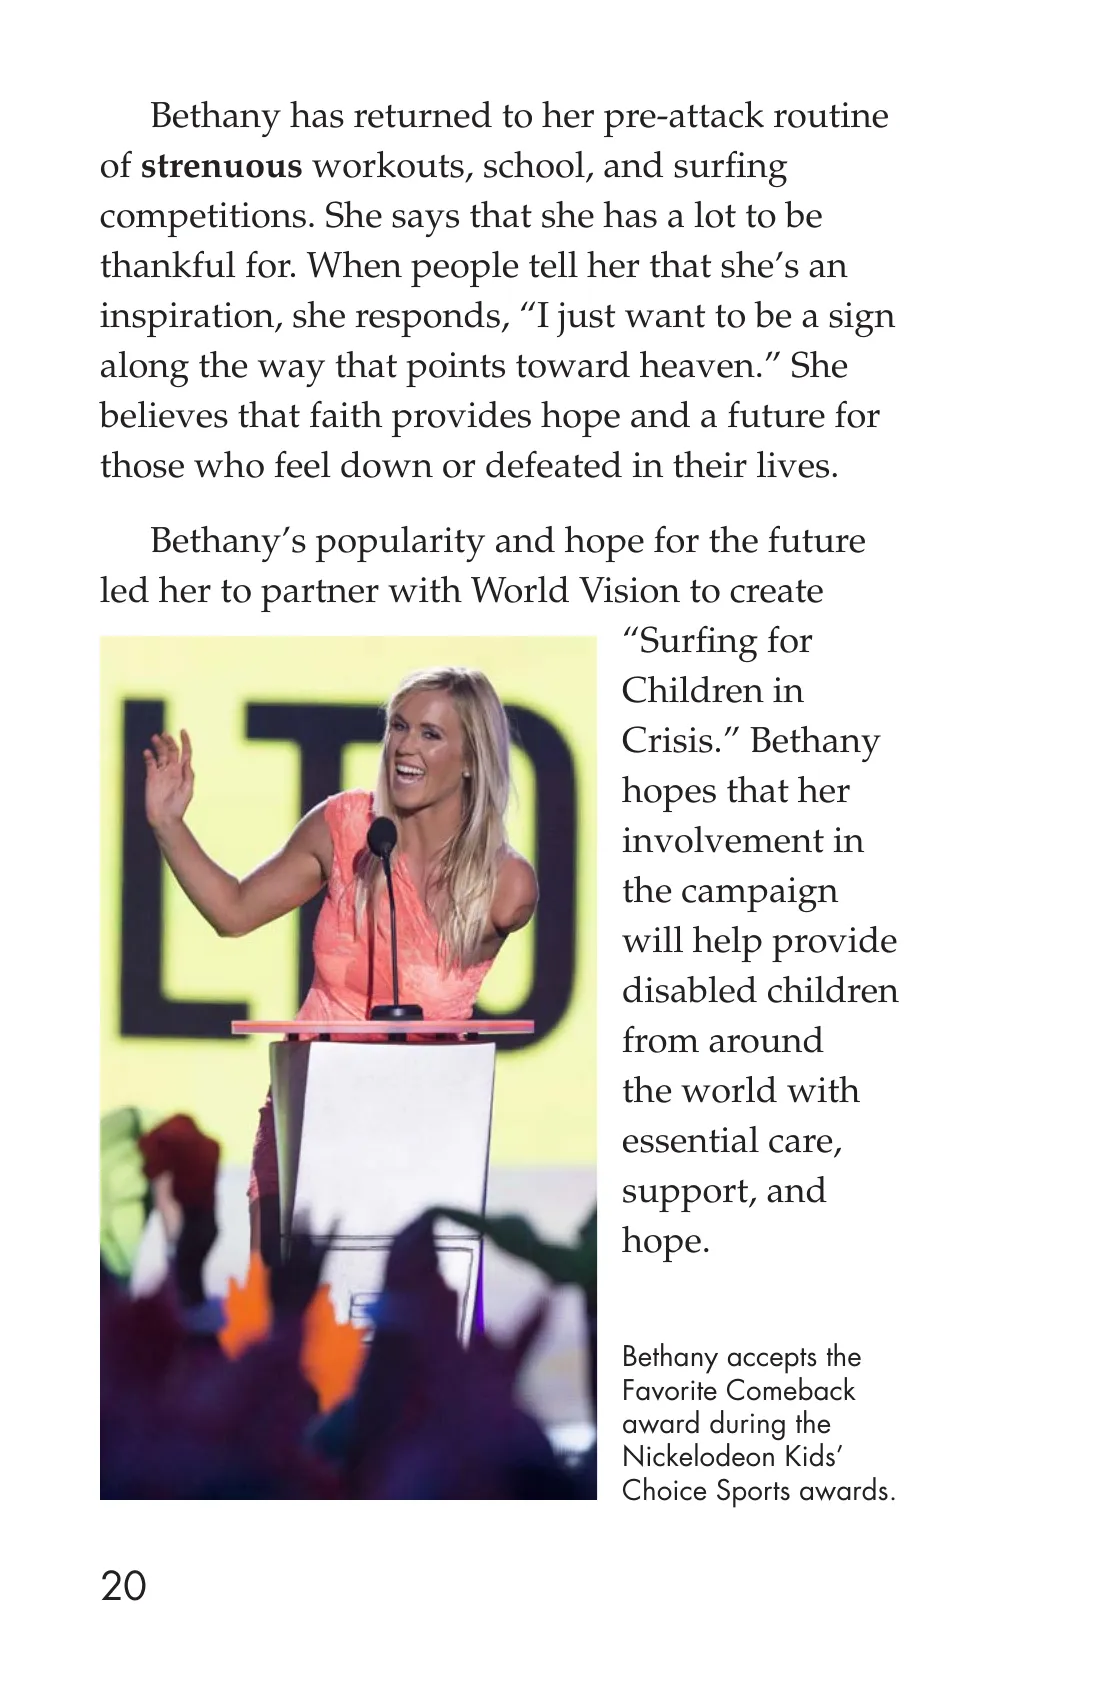 Bethany has returned to her pre-attack routine
of strenuous workouts, school, and surfing
competitions. She says that she has a lot to be
thankful for. When people tell her that she’s an
inspiration, she responds, “I just want to be a sign
along the way that points toward heaven.” She
believes that faith provides hope and a future for
those who feel down or defeated in their lives.
Bethany’s popularity and hope for the future
led her to partner with World Vision to create
“Surfing for
Children in
Crisis.” Bethany
hopes that her
involvement in
the campaign
will help provide
disabled children
from around
the world with
essential care,
support, and
hope.
Bethany accepts the
Favorite Comeback
award during the
Nickelodeon Kids’
Choice Sports awards.
20